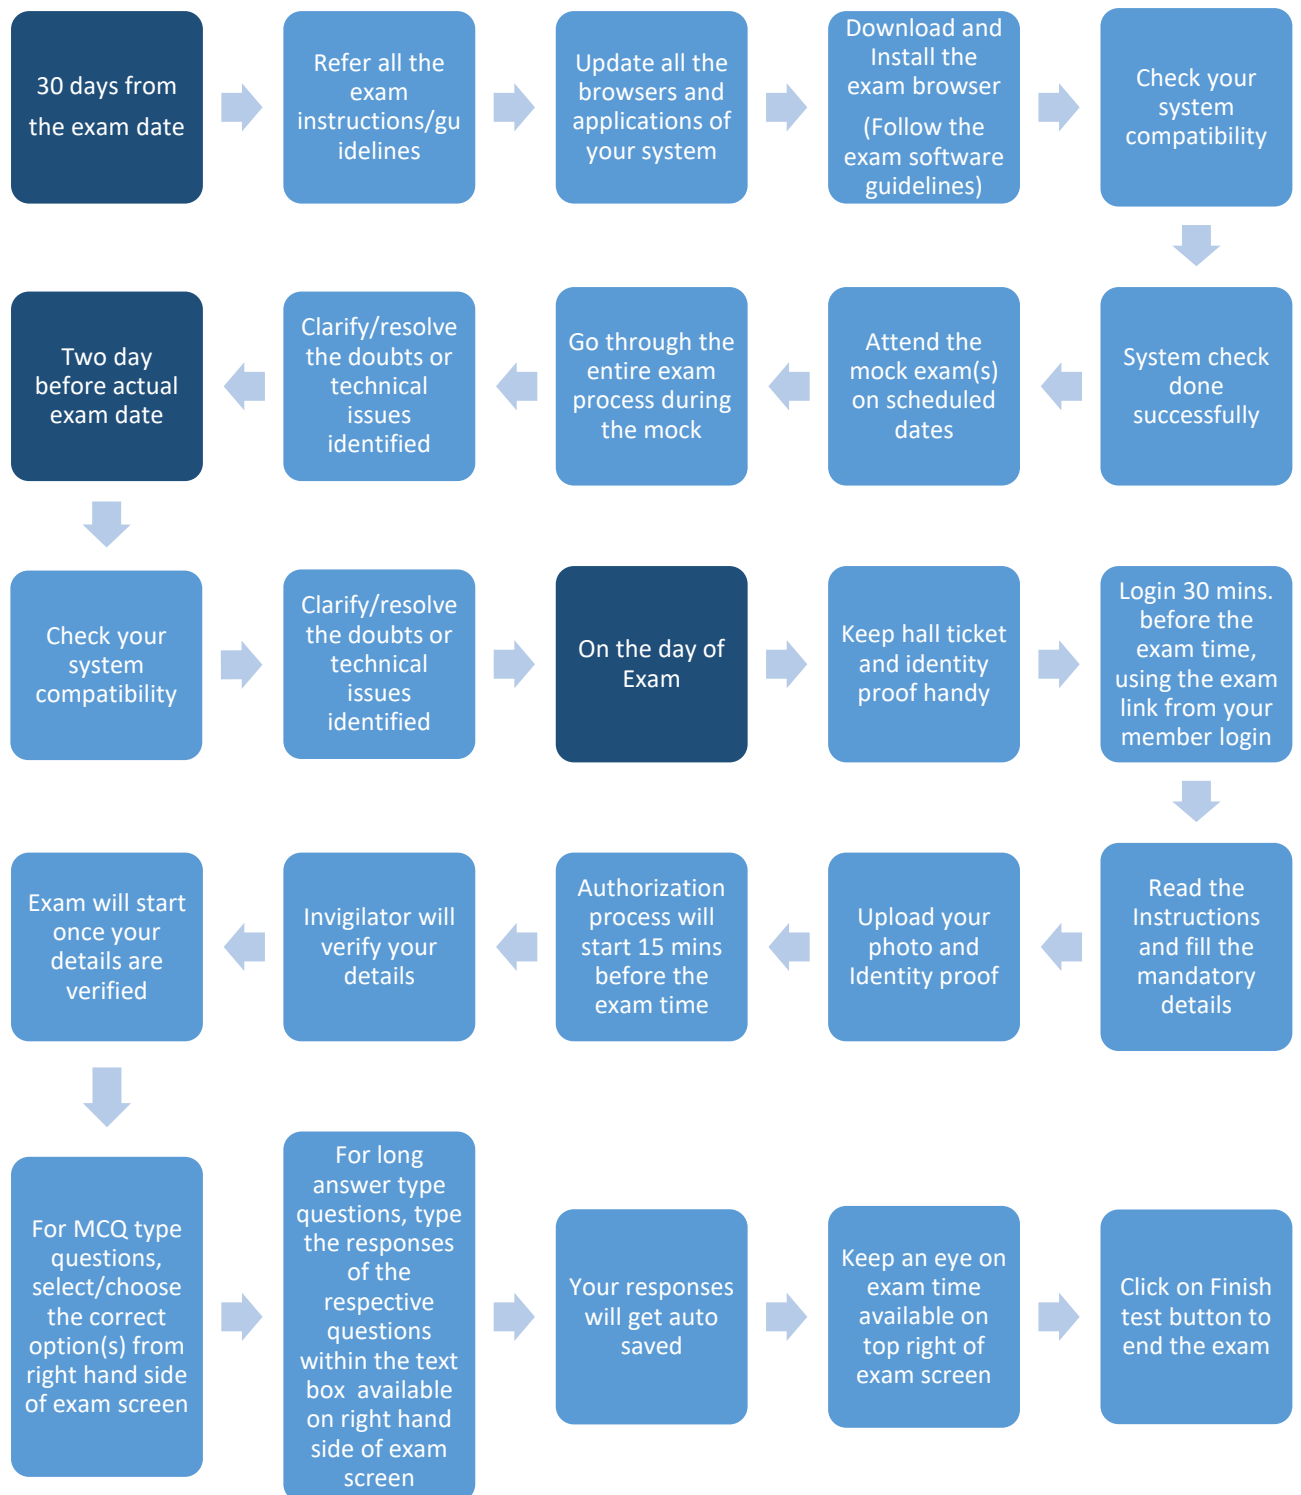 30 days from
the exam date
Refer all the
exam
instructions/gu
idelines
Update all the
browsers and
applications of
your system
Download and
Install the
exam browser
(Follow the
exam software
guidelines)
Check your
system
compatibility
System check
done
successfully
Attend the
mock exam(s)
on scheduled
dates
Go through the
entire exam
process during
the mock
Clarify/resolve
the doubts or
technical
issues
identified
Two day
before actual
exam date
Check your
system
compatibility
Clarify/resolve
the doubts or
technical
issues
identified
On the day of
Exam
Keep hall ticket
and identity
proof handy
Login 30 mins.
before the
exam time,
using the exam
link from your
member login
Read the
Instructions
and fill the
mandatory
details
Upload your
photo and
Identity proof
Authorization
process will
start 15 mins
before the
exam time
Invigilator will
verify your
details
Exam will start
once your
details are
verified
For MCQ type
questions,
select/choose
the correct
option(s) from
right hand side
of exam screen
For long
answer type
questions, type
the responses
of the
respective
questions
within the text
box available
on right hand
side of exam
screen
Your responses
will get auto
saved
Keep an eye on
exam time
available on
top right of
exam screen
Click on Finish
test button to
end the exam